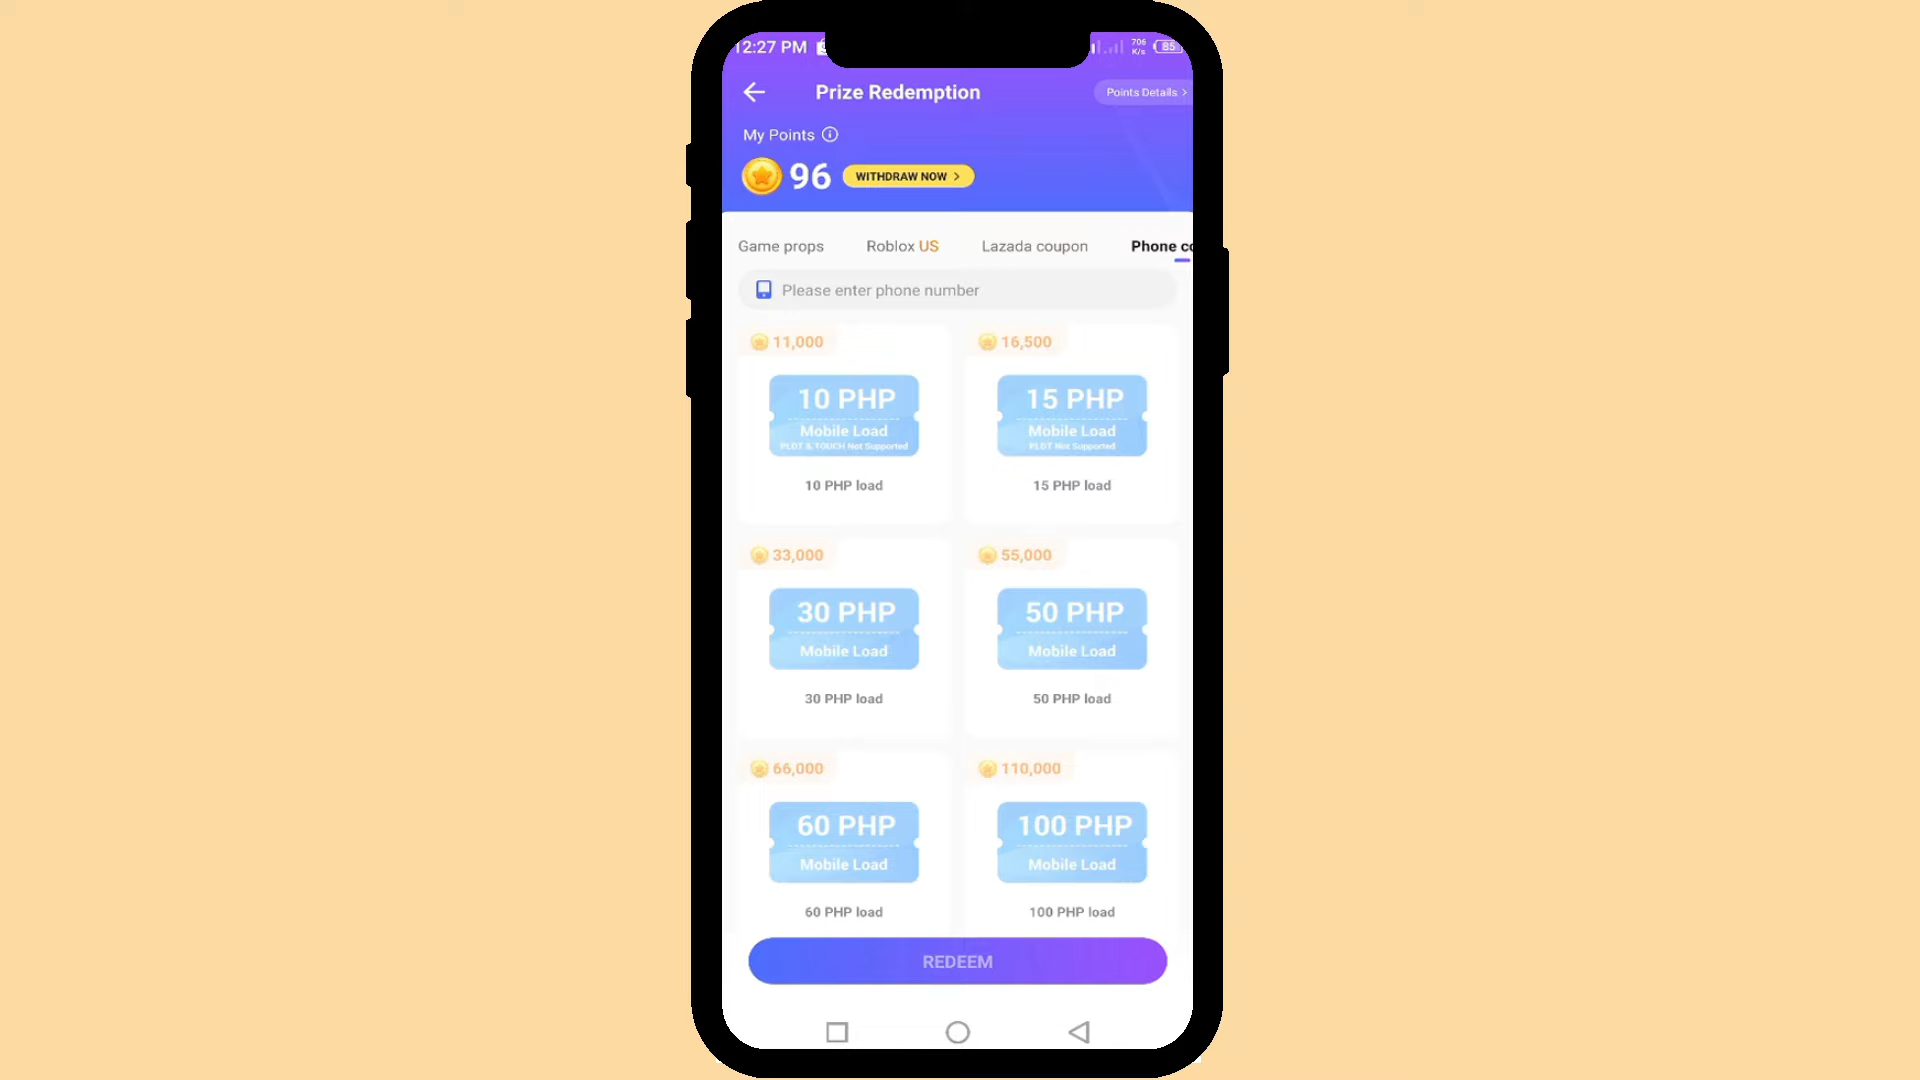 12:27 PM
706
K/s
85
Prize Redemption
Points Details >
My Points
96
WITHDRAW NOW >
Game props
Roblox US
Lazada coupon
Phone co
Please enter phone number
11,000
16,500
10 PHP
Mobile Load
PLDT & TOUCH Not Supported
15 PHP
Mobile Load
PLDT Not Supported
10 PHP load
15 PHP load
33,000
55,000
30 PHP
Mobile Load
50 PHP
Mobile Load
30 PHP load
50 PHP load
66,000
110,000
60 PHP
Mobile Load
100 PHP
Mobile Load
60 PHP load
100 PHP load
REDEEM